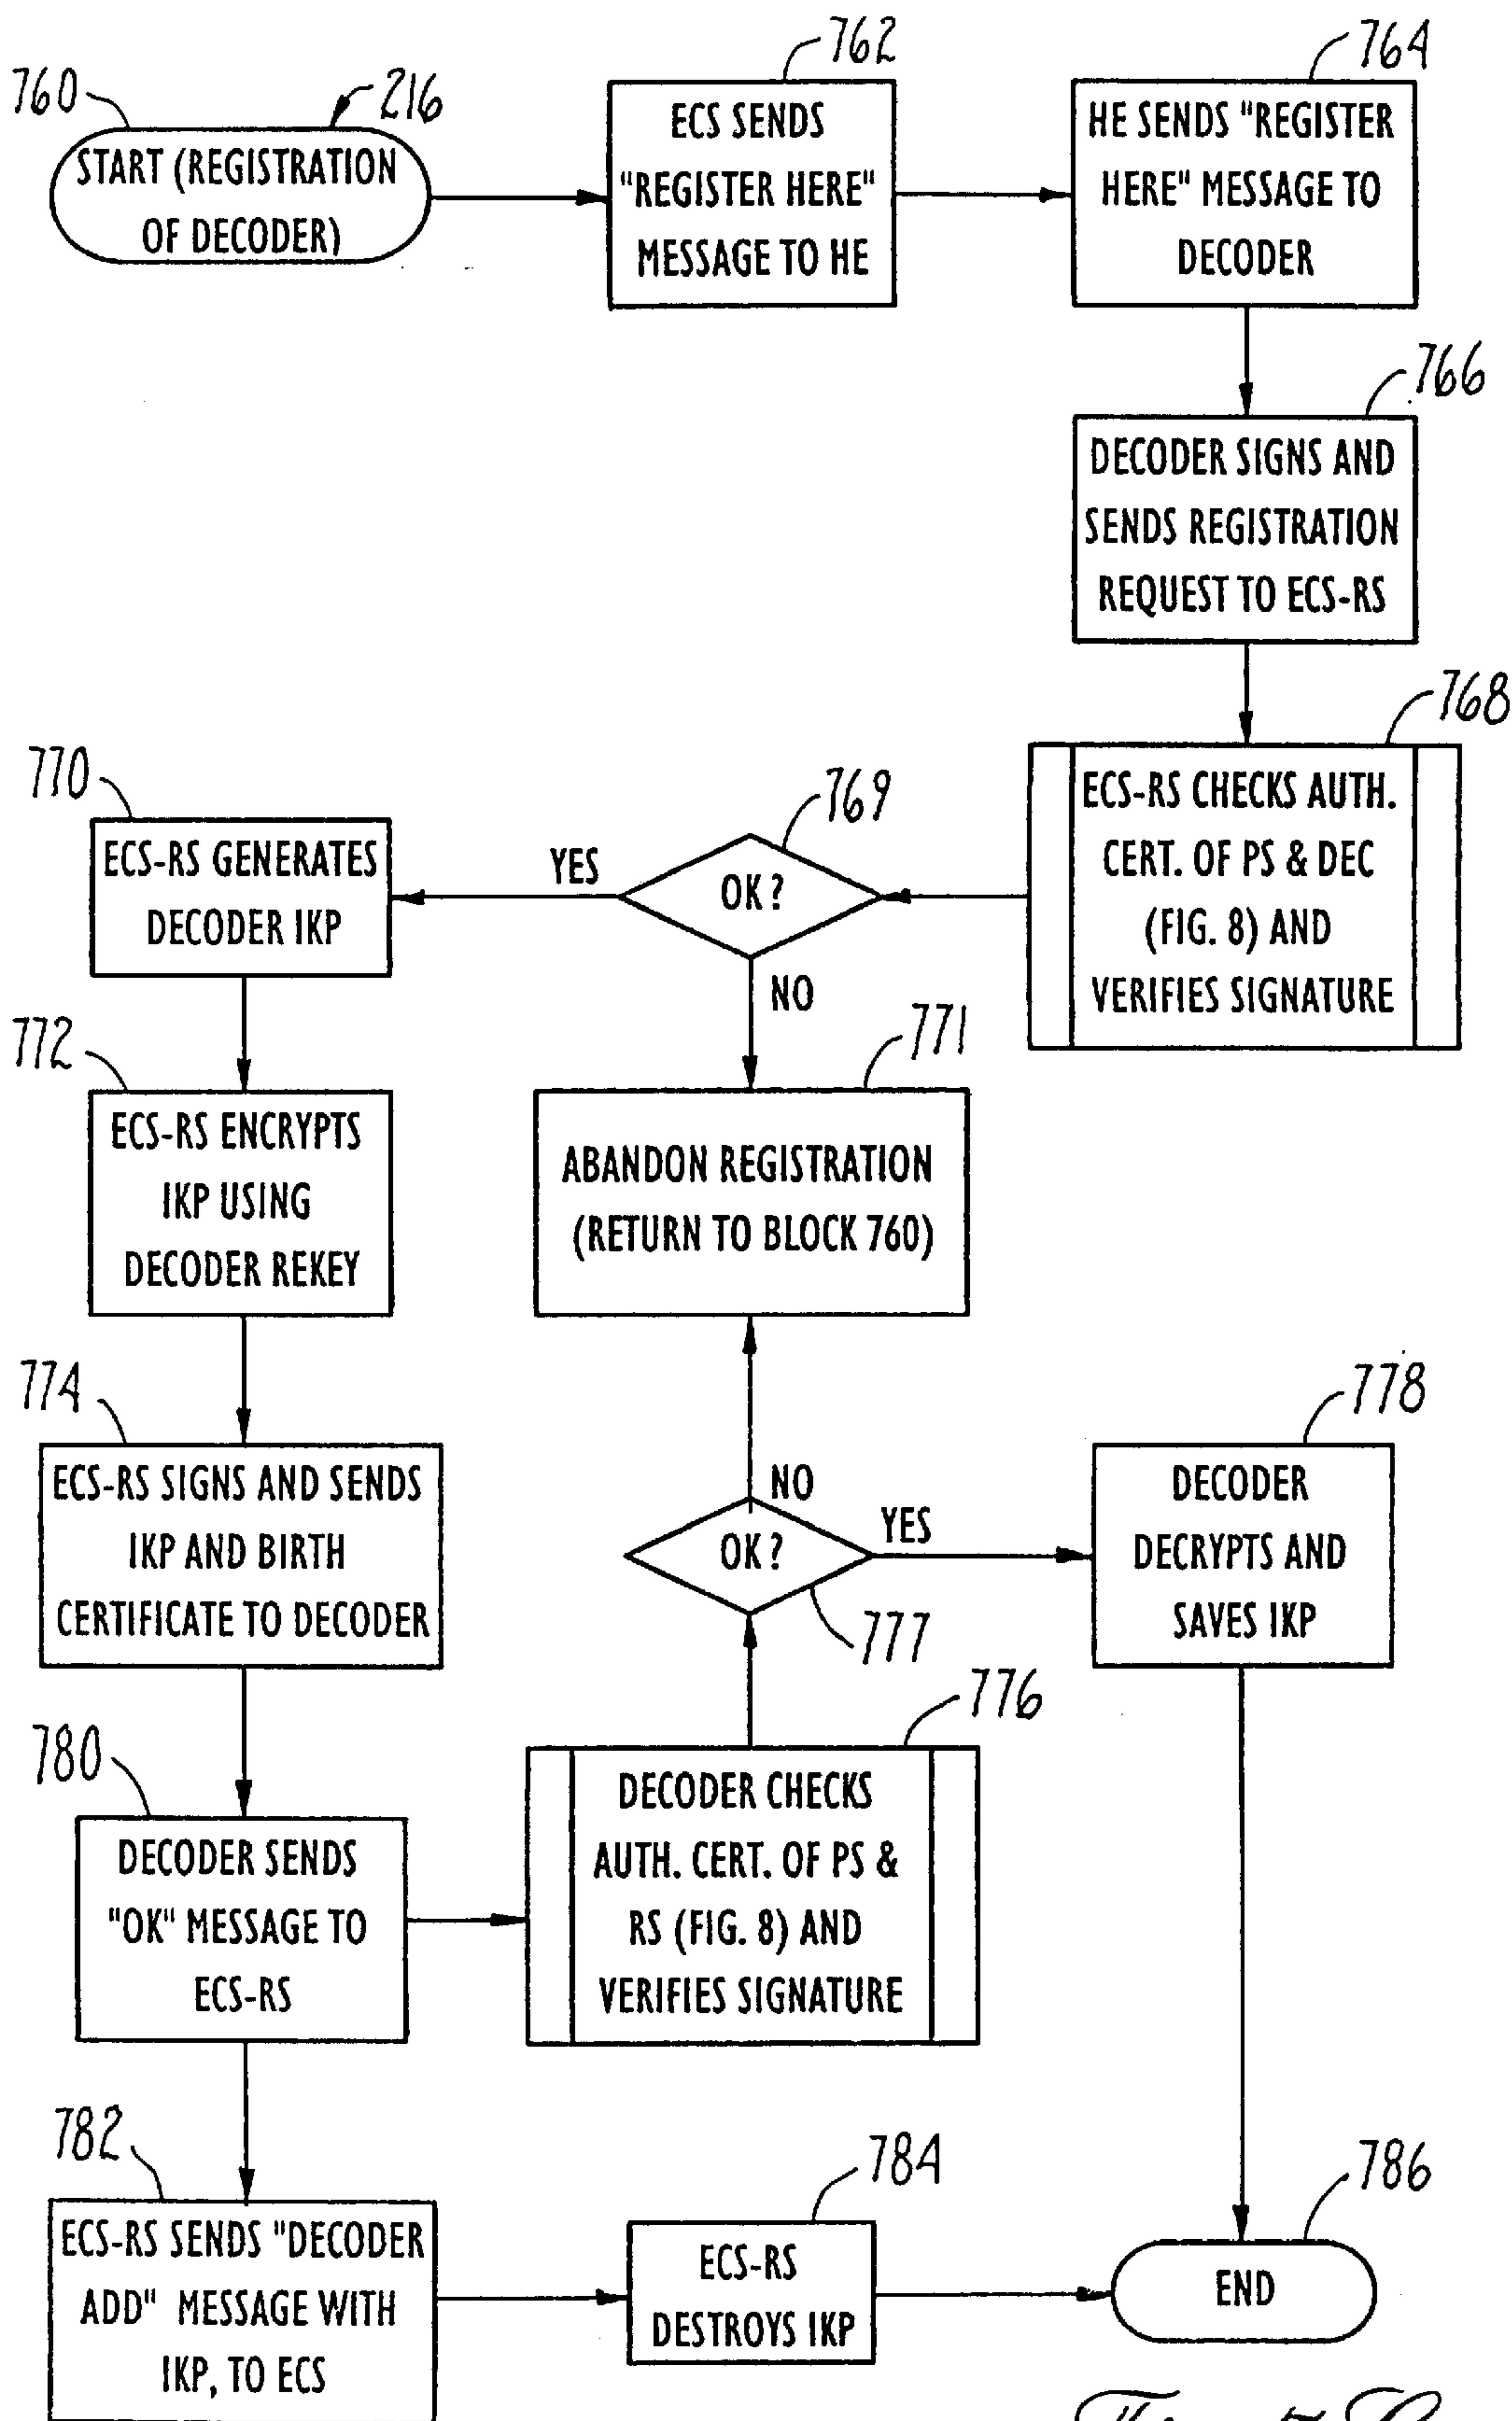 760
216
START (REGISTRATION
OF DECODER)
762
ECS SENDS
"REGISTER HERE"
MESSAGE TO HE
764
HE SENDS "REGISTER
HERE" MESSAGE TO
DECODER
766
DECODER SIGNS AND
SENDS REGISTRATION
REQUEST TO ECS-RS
768
ECS-RS CHECKS AUTH.
CERT. OF PS & DEC
(FIG. 8) AND
VERIFIES SIGNATURE
769
OK?
YES
NO
770
ECS-RS GENERATES
DECODER IKP
771
ABANDON REGISTRATION
(RETURN TO BLOCK 760)
772
ECS-RS ENCRYPTS
IKP USING
DECODER REKEY
774
ECS-RS SIGNS AND SENDS
IKP AND BIRTH
CERTIFICATE TO DECODER
780
DECODER SENDS
"OK" MESSAGE TO
ECS-RS
776
DECODER CHECKS
AUTH. CERT. OF PS &
RS (FIG. 8) AND
VERIFIES SIGNATURE
777
OK?
NO
YES
778
DECODER
DECRYPTS AND
SAVES IKP
782
ECS-RS SENDS "DECODER
ADD" MESSAGE WITH
IKP, TO ECS
784
ECS-RS
DESTROYS IKP
786
END